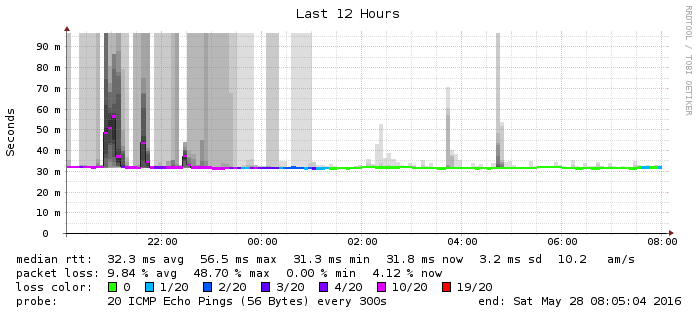 Last 12 Hours
RRDTOOL / TOBI OETIKER
Seconds
90 m
80 m
70 m
60 m
50 m
40 m
30 m
20 m
10 m
0
22:00 00:00 02:00 04:00 06:00 08:00
median rtt: 32.3 ms avg 56.5 ms max 31.3 ms min 31.8 ms now 3.2 ms sd 10.2 am/s
packet loss: 9.84 % avg 48.70 % max 0.00 % min 4.12 % now
loss color: 0 1/20 2/20 3/20 4/20 10/20 19/20
probe: 20 ICMP Echo Pings (56 Bytes) every 300s end: Sat May 28 08:05:04 2016